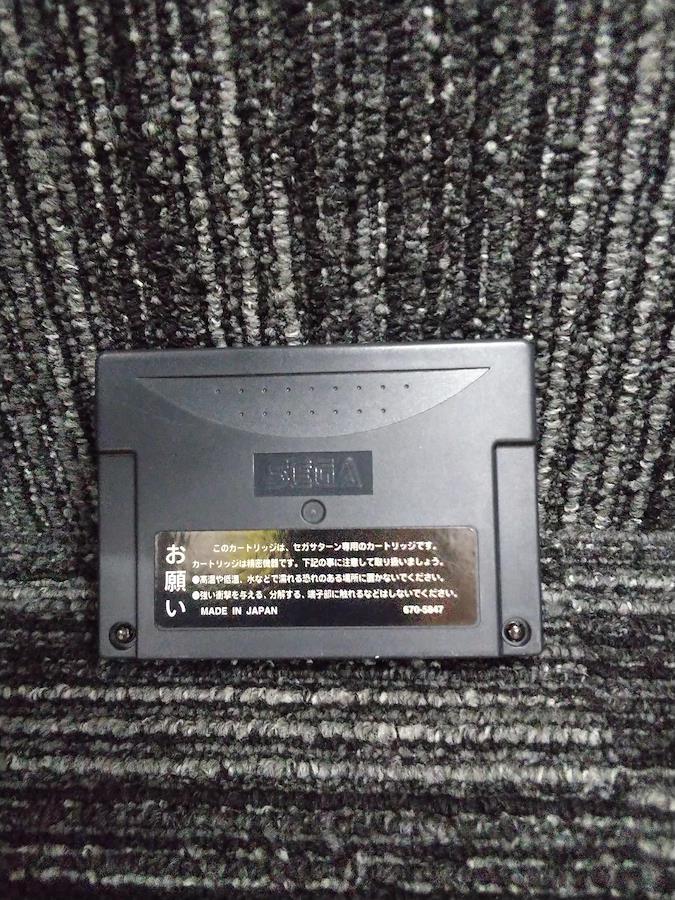 SEGA
お願い
このカートリッジは、セガサターン専用のカートリッジです。
カートリッジは精密機器です。下記の事に注意して取り扱いましょう。
●高温や低温、水などで濡れる恐れのある場所に置かないでください。
●強い衝撃を与える、分解する、端子部に触れるなどはしないでください。
MADE IN JAPAN 670-5847